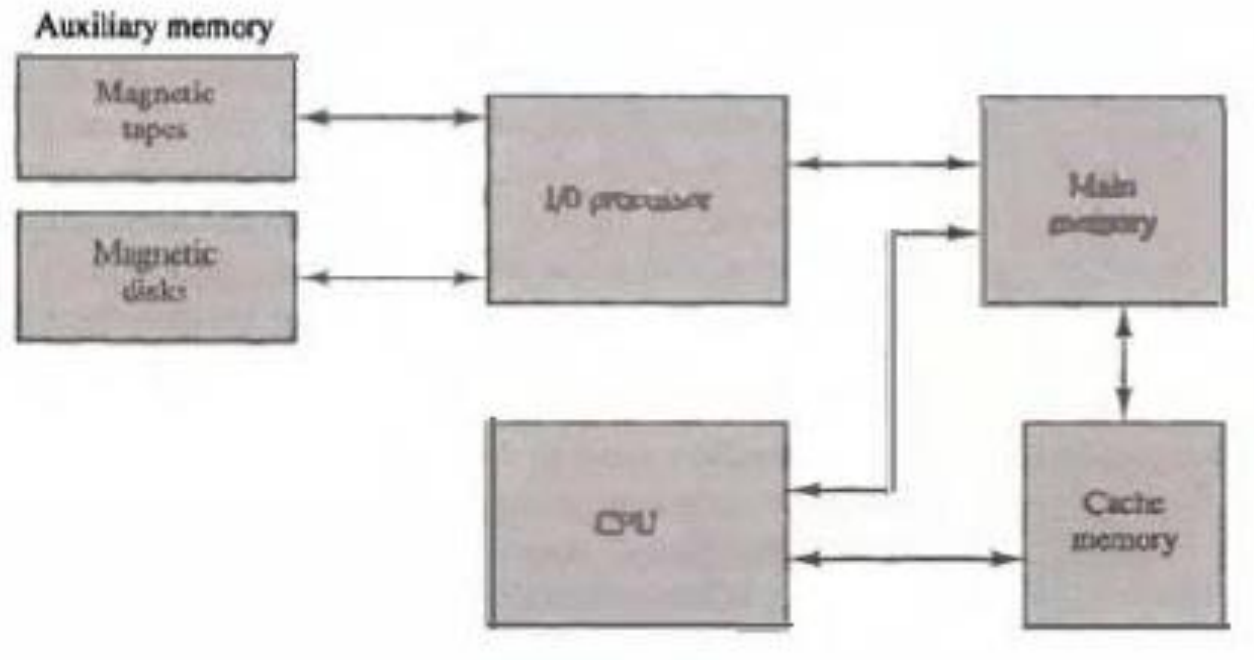 Auxiliary memory
Magnetic
tapes
I/O processor
Main
memory
Magnetic
disks
CPU
Cache
memory